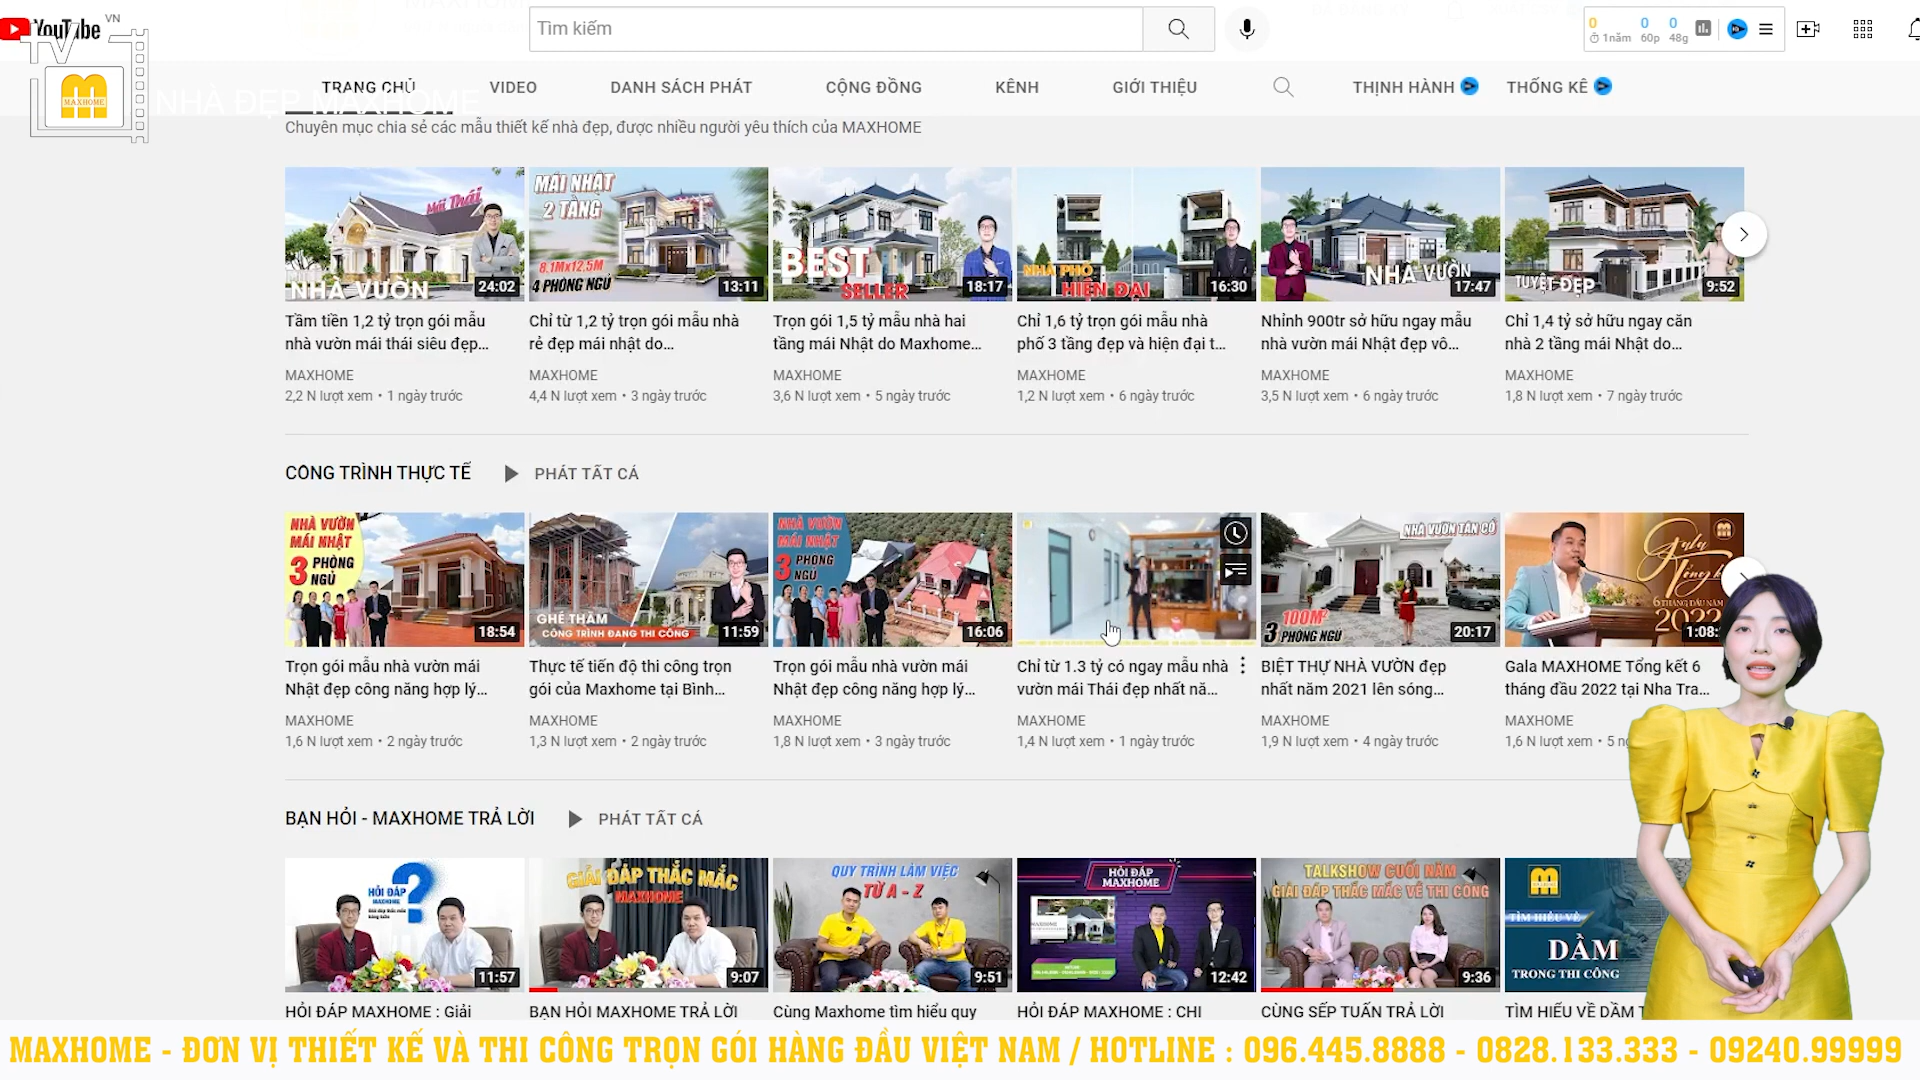 YouTube VN
Tìm kiếm
0 0 0
1năm 60p 48g
TV
MAXHOME
NHÀ ĐẸP MAXHOME
TRANG CHỦ VIDEO DANH SÁCH PHÁT CỘNG ĐỒNG KÊNH GIỚI THIỆU THỊNH HÀNH THỐNG KÊ
Chuyên mục chia sẻ các mẫu thiết kế nhà đẹp, được nhiều người yêu thích của MAXHOME
Mái Thái
NHÀ VƯỜN
24:02
MÁI NHẬT
2 TẦNG
8.1Mx12,5M
4 PHÒNG NGỦ
13:11
BEST
SELLER
18:17
NHÀ PHỐ
HIỆN ĐẠI
16:30
NHÀ VƯỜN
17:47
TUYỆT ĐẸP
9:52
Tầm tiền 1,2 tỷ trọn gói mẫu
nhà vườn mái thái siêu đẹp...
MAXHOME
2,2 N lượt xem • 1 ngày trước
Chỉ từ 1,2 tỷ trọn gói mẫu nhà
rẻ đẹp mái nhật do...
MAXHOME
4,4 N lượt xem • 3 ngày trước
Trọn gói 1,5 tỷ mẫu nhà hai
tầng mái Nhật do Maxhome...
MAXHOME
3,6 N lượt xem • 5 ngày trước
Chỉ 1,6 tỷ trọn gói mẫu nhà
phố 3 tầng đẹp và hiện đại t...
MAXHOME
1,2 N lượt xem • 6 ngày trước
Nhỉnh 900tr sở hữu ngay mẫu
nhà vườn mái Nhật đẹp vô...
MAXHOME
3,5 N lượt xem • 6 ngày trước
Chỉ 1,4 tỷ sở hữu ngay căn
nhà 2 tầng mái Nhật do...
MAXHOME
1,8 N lượt xem • 7 ngày trước
CÔNG TRÌNH THỰC TẾ PHÁT TẤT CẢ
NHÀ VƯỜN
MÁI NHẬT
3 PHÒNG
NGỦ
18:54
GHÉ THĂM
CÔNG TRÌNH ĐANG THI CÔNG
11:59
NHÀ VƯỜN
MÁI NHẬT
3 PHÒNG
NGỦ
16:06
NHÀ VƯỜN TÂN CỔ
100M²
3 PHÒNG NGỦ
20:17
Gala
Tổng kết
6 THÁNG ĐẦU NĂM
2022
1:08:
Trọn gói mẫu nhà vườn mái
Nhật đẹp công năng hợp lý...
MAXHOME
1,6 N lượt xem • 2 ngày trước
Thực tế tiến độ thi công trọn
gói của Maxhome tại Bình...
MAXHOME
1,3 N lượt xem • 2 ngày trước
Trọn gói mẫu nhà vườn mái
Nhật đẹp công năng hợp lý...
MAXHOME
1,8 N lượt xem • 3 ngày trước
Chỉ từ 1.3 tỷ có ngay mẫu nhà
vườn mái Thái đẹp nhất nă...
MAXHOME
1,4 N lượt xem • 1 ngày trước
BIỆT THỰ NHÀ VƯỜN đẹp
nhất năm 2021 lên sóng...
MAXHOME
1,9 N lượt xem • 4 ngày trước
Gala MAXHOME Tổng kết 6
tháng đầu 2022 tại Nha Tra...
MAXHOME
1,6 N lượt xem • 5
BẠN HỎI - MAXHOME TRẢ LỜI PHÁT TẤT CẢ
HỎI ĐÁP
MAXHOME
?
11:57
GIẢI ĐÁP THẮC MẮC
MAXHOME
9:07
QUY TRÌNH LÀM VIỆC
TỪ A - Z
9:51
HỎI ĐÁP
MAXHOME
12:42
TALKSHOW CUỐI NĂM
GIẢI ĐÁP THẮC MẮC VỀ THI CÔNG
9:36
TÌM HIỂU VỀ
DẦM
TRONG THI CÔNG
HỎI ĐÁP MAXHOME : Giải
BẠN HỎI MAXHOME TRẢ LỜI
Cùng Maxhome tìm hiểu quy
HỎI ĐÁP MAXHOME : CHI
CÙNG SẾP TUẤN TRẢ LỜI
TÌM HIỂU VỀ DẦM T
MAXHOME - ĐƠN VỊ THIẾT KẾ VÀ THI CÔNG TRỌN GÓI HÀNG ĐẦU VIỆT NAM / HOTLINE : 096.445.8888 - 0828.133.333 - 09240.99999